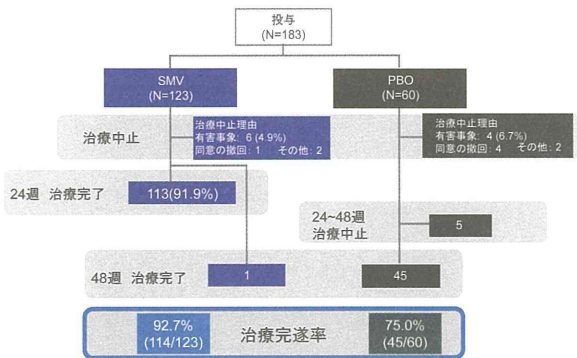 投与
(N=183)
SMV
(N=123)
PBO
(N=60)
治療中止
治療中止理由
有害事象: 6 (4.9%)
同意の撤回: 1 その他: 2
治療中止理由
有害事象: 4 (6.7%)
同意の撤回: 4 その他: 2
24週 治療完了
113(91.9%)
24~48週
治療中止
5
48週 治療完了
1
45
92.7%
(114/123)
治療完遂率
75.0%
(45/60)